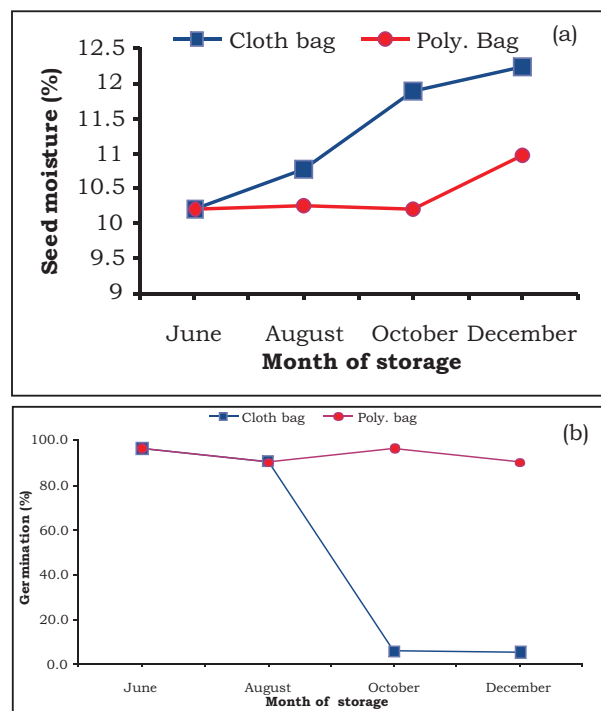 Cloth bag Poly. Bag (a)
12.5
12
11.5
11
10.5
10
9.5
9
Seed moisture (%)
June August October December
Month of storage
Cloth bag Poly. bag (b)
100.0
80.0
60.0
40.0
20.0
0.0
Germination (%)
June August October December
Month of storage